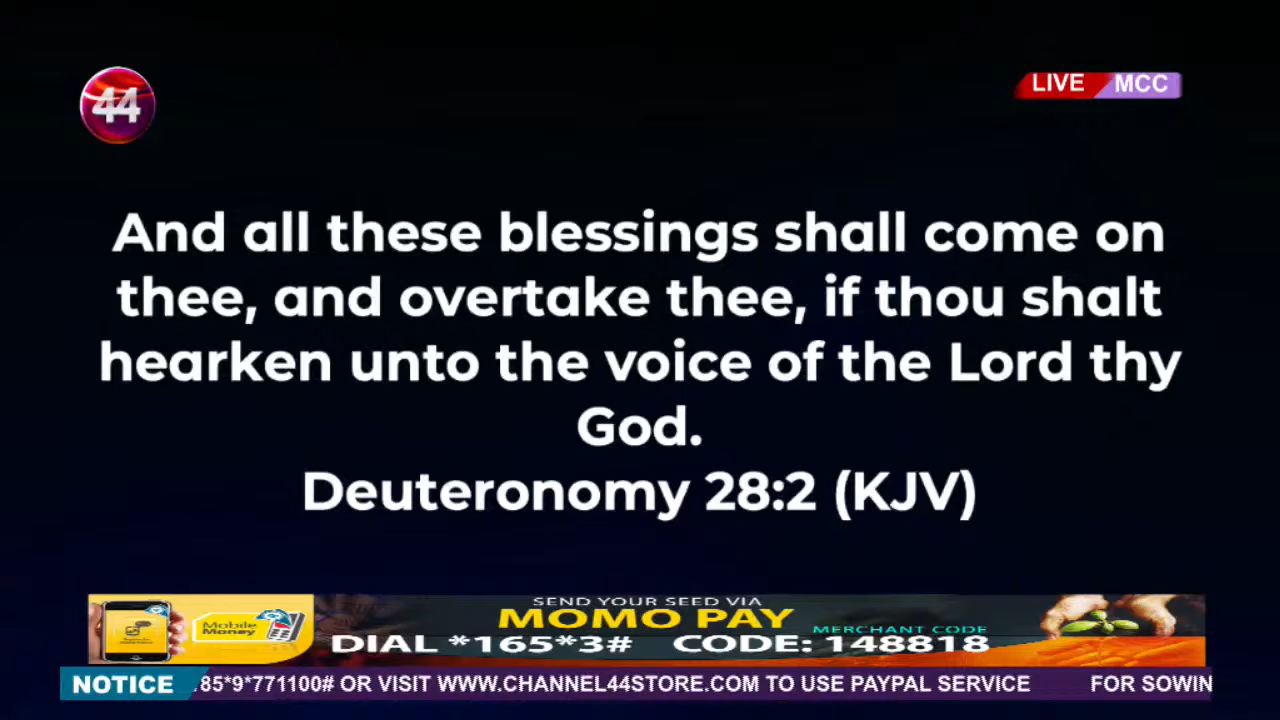 44
LIVE MCC
And all these blessings shall come on
thee, and overtake thee, if thou shalt
hearken unto the voice of the Lord thy
God.
Deuteronomy 28:2 (KJV)
SEND YOUR SEED VIA
Mobile
Money
MOMO PAY
MERCHANT CODE
DIAL *165*3# CODE: 148818
NOTICE 85*9*771100# OR VISIT WWW.CHANNEL44STORE.COM TO USE PAYPAL SERVICE FOR SOWIN